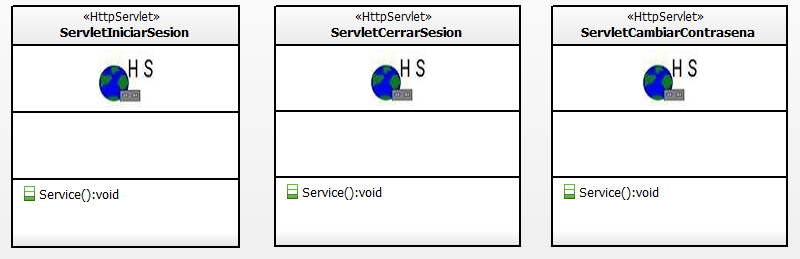 «HttpServlet»
ServletIniciarSesion
H S
Service():void
«HttpServlet»
ServletCerrarSesion
H S
Service():void
«HttpServlet»
ServletCambiarContrasena
H S
Service():void